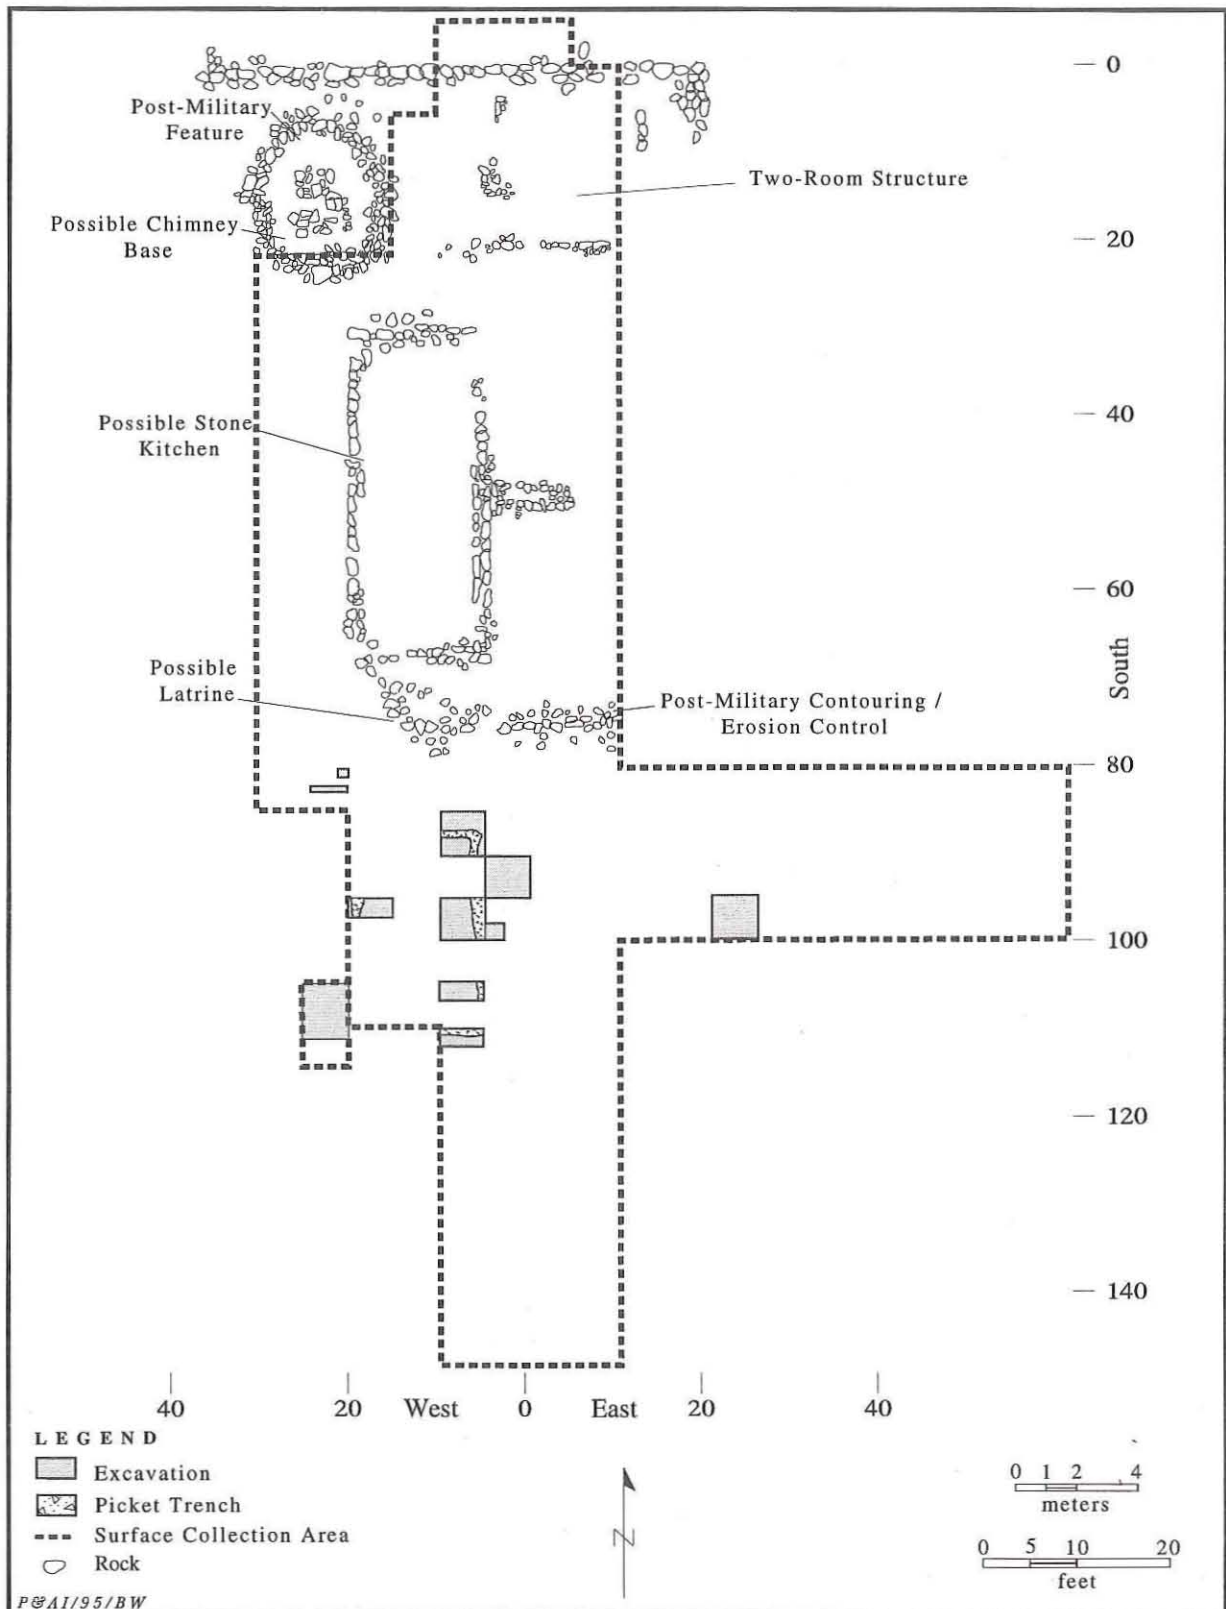 0
Post-Military
Feature
Two-Room Structure
Possible Chimney
Base
20
40
Possible Stone
Kitchen
60
South
Possible
Latrine
Post-Military Contouring /
Erosion Control
80
100
120
140
40 20 West 0 East 20 40
LEGEND
Excavation
Picket Trench
Surface Collection Area
Rock
N
0 1 2 4
meters
0 5 10 20
feet
P&AI/95/BW